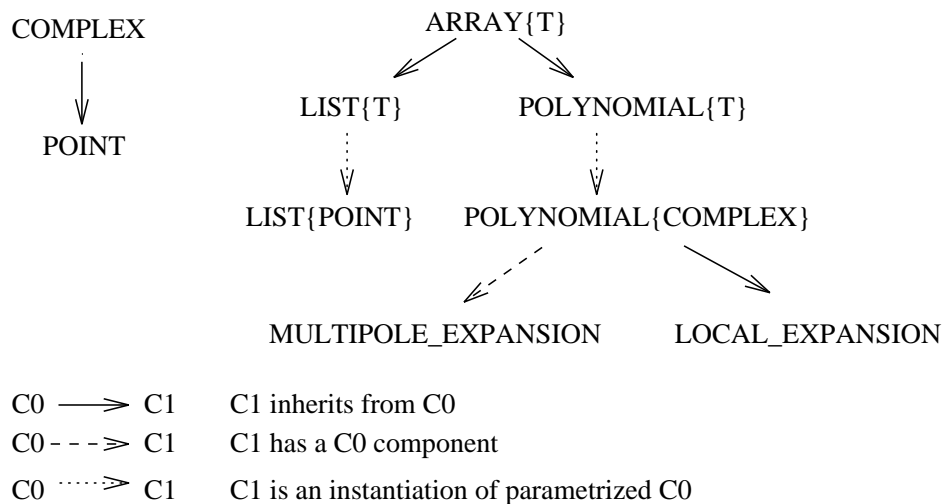 COMPLEX
ARRAY{T}
LIST{T}
POLYNOMIAL{T}
POINT
LIST{POINT}
POLYNOMIAL{COMPLEX}
MULTIPOLE_EXPANSION
LOCAL_EXPANSION
C0 C1 C1 inherits from C0
C0 C1 C1 has a C0 component
C0 C1 C1 is an instantiation of parametrized C0